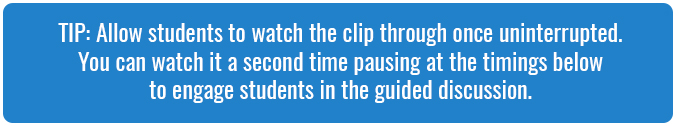 TIP: Allow students to watch the clip through once uninterrupted.
You can watch it a second time pausing at the timings below
to engage students in the guided discussion.